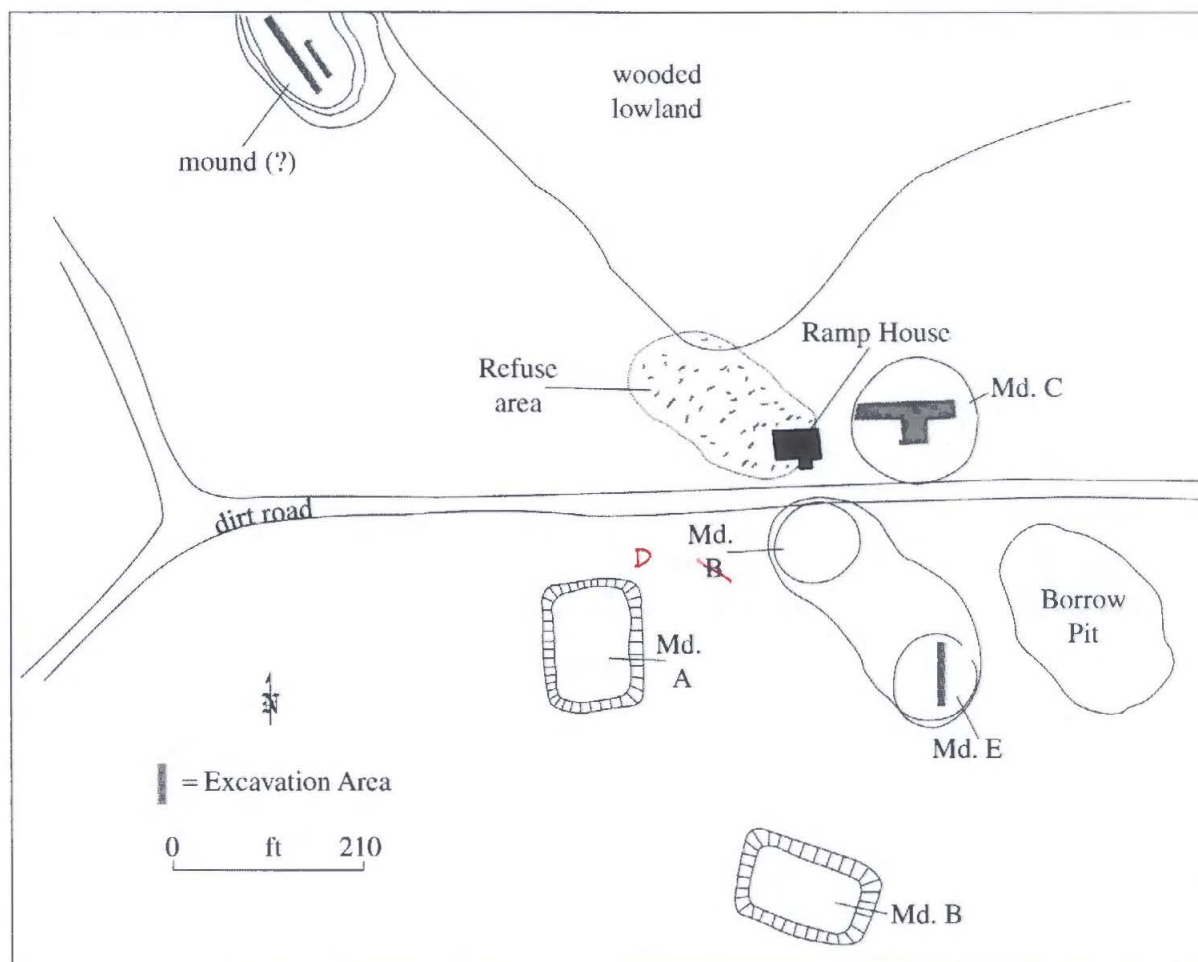 wooded
lowland
mound (?)
Ramp House
Refuse
area
Md. C
dirt road
Md.
B
D
Borrow
Pit
Md.
A
N
Md. E
= Excavation Area
0 ft 210
Md. B